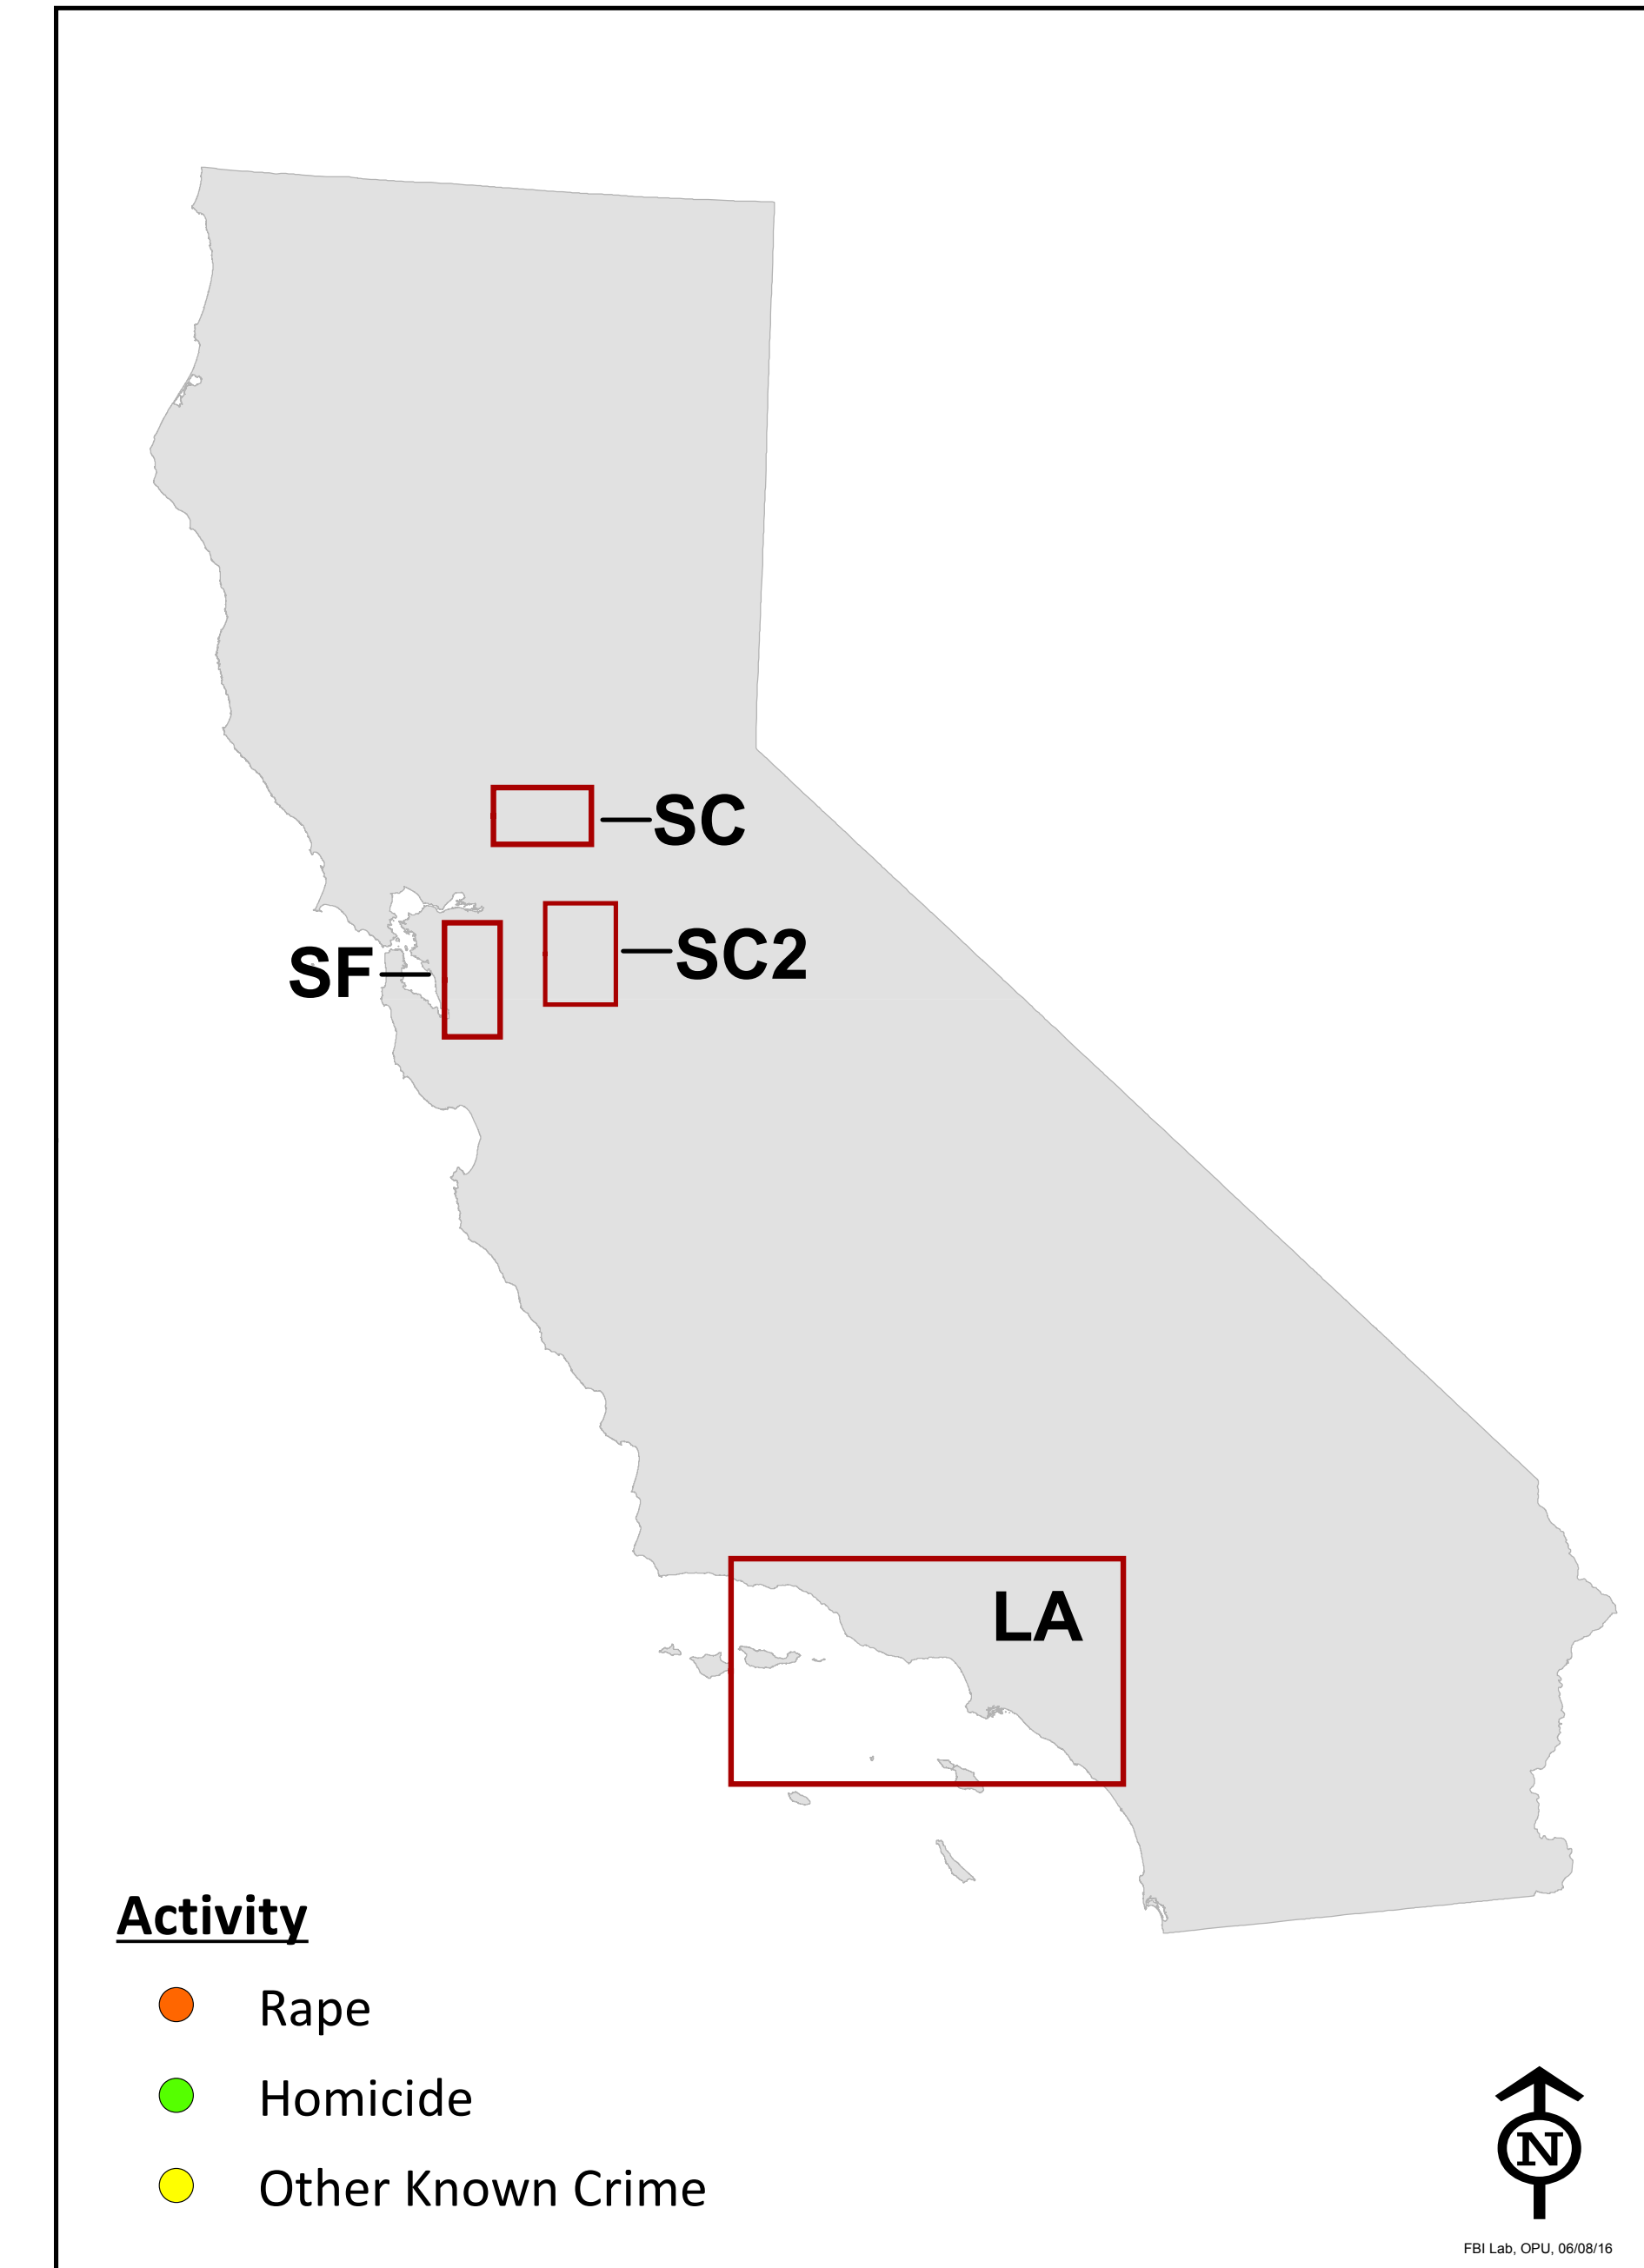 SC
SC2
SF
LA
Activity
Rape
Homicide
Other Known Crime
N
FBI Lab, OPU, 06/08/16